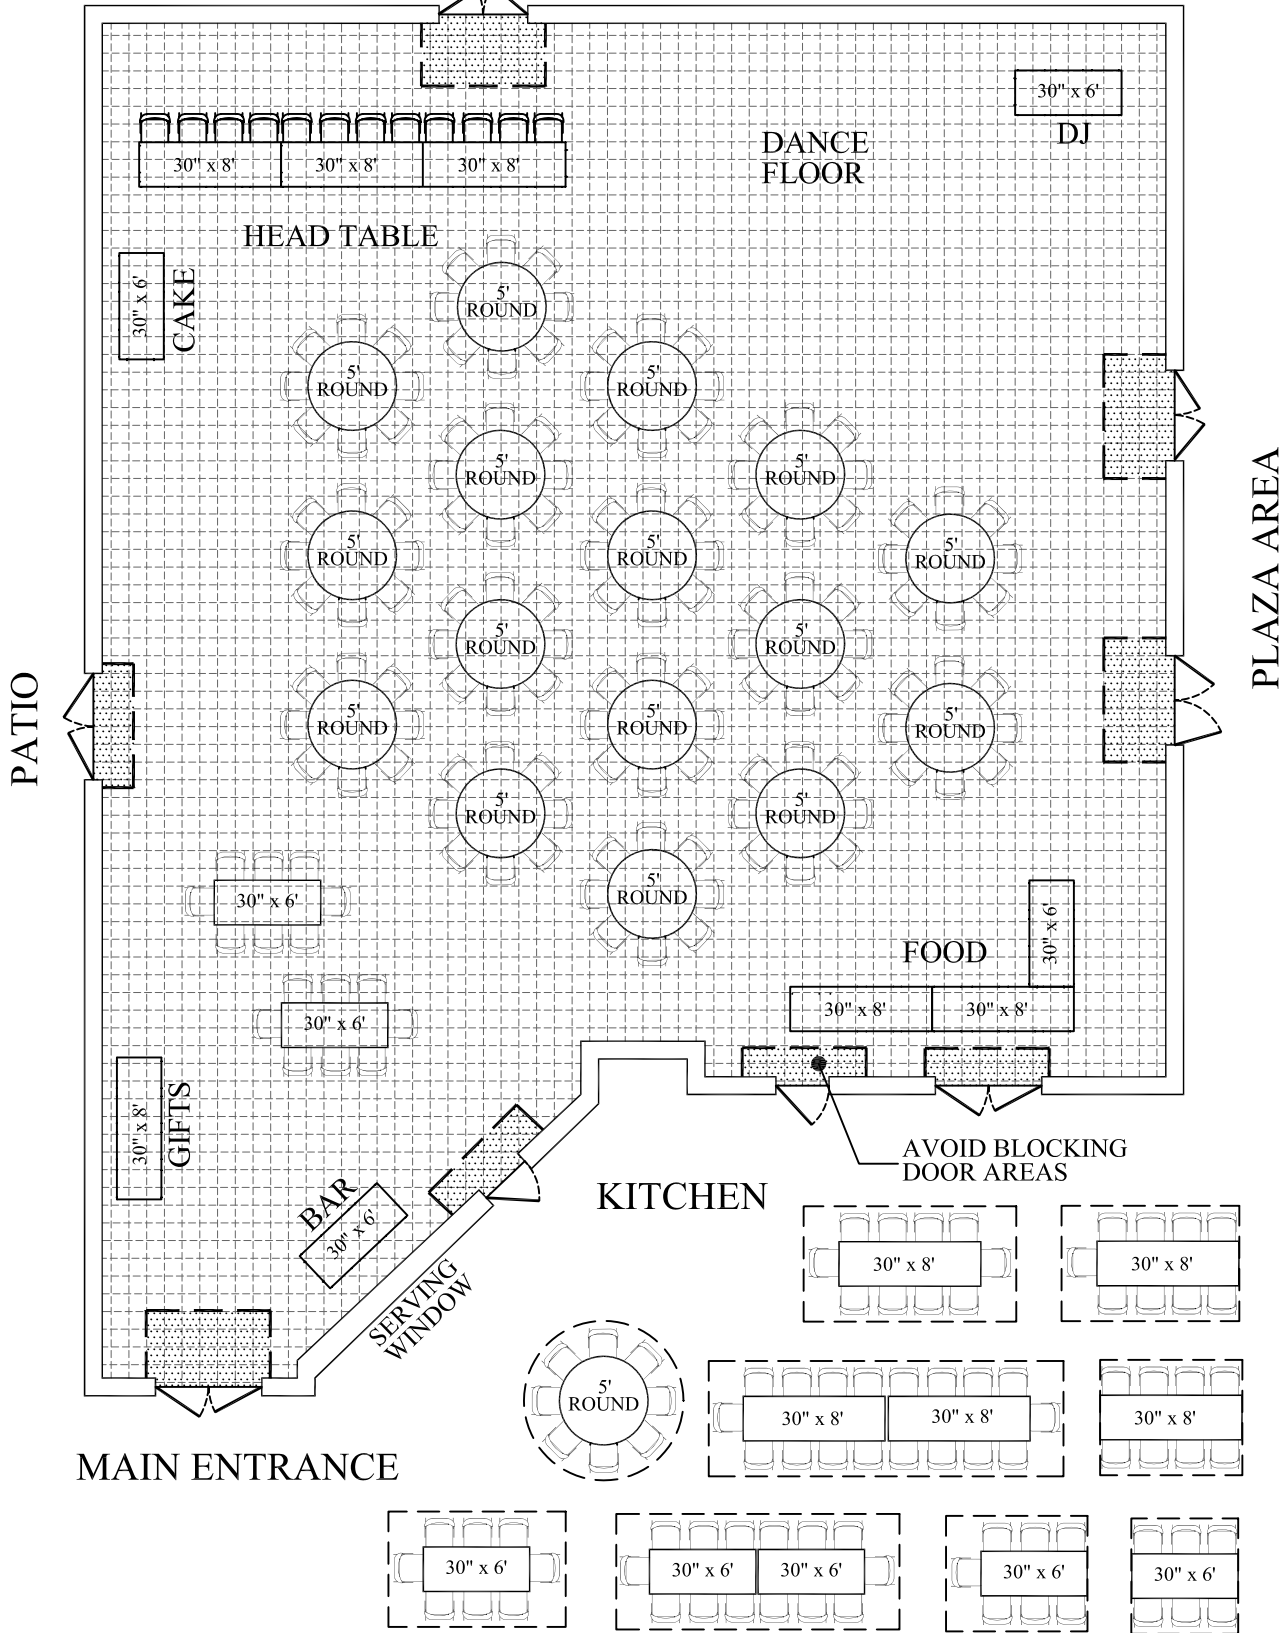 30" x 6'
DJ
DANCE
FLOOR
30" x 8'
30" x 8'
30" x 8'
HEAD TABLE
30" x 6'
CAKE
5'
ROUND
5'
ROUND
5'
ROUND
5'
ROUND
5'
ROUND
5'
ROUND
5'
ROUND
5'
ROUND
5'
ROUND
5'
ROUND
5'
ROUND
5'
ROUND
5'
ROUND
5'
ROUND
5'
ROUND
5'
ROUND
PLAZA AREA
PATIO
30" x 6'
30" x 6'
FOOD
30" x 6'
30" x 8'
30" x 8'
30" x 8'
GIFTS
AVOID BLOCKING
DOOR AREAS
KITCHEN
BAR
30" x 6'
SERVING
WINDOW
30" x 8'
30" x 8'
5'
ROUND
30" x 8'
30" x 8'
30" x 8'
MAIN ENTRANCE
30" x 6'
30" x 6'
30" x 6'
30" x 6'
30" x 6'